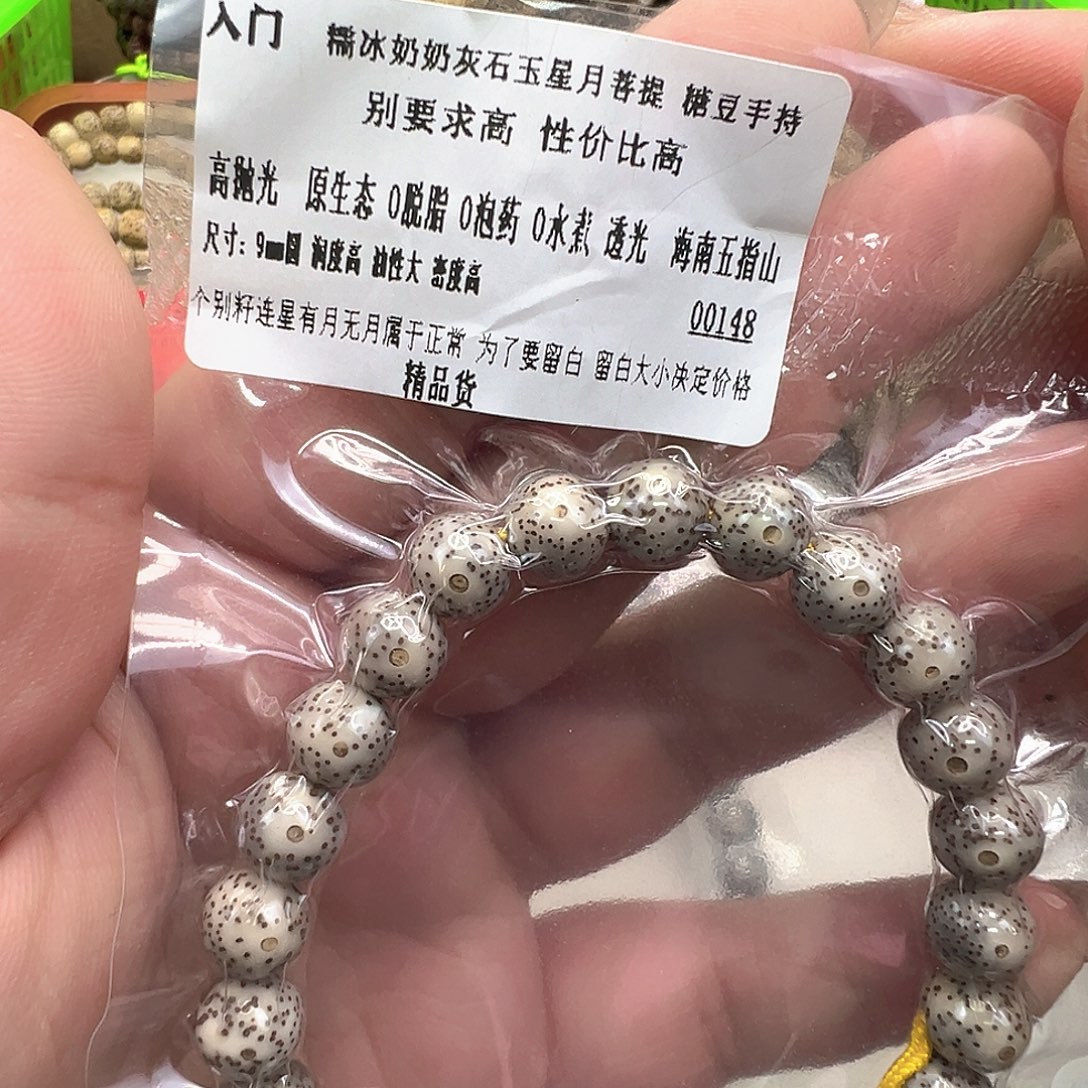 入门 糯冰奶奶灰石玉星月菩提 糖豆手持
别要求高 性价比高
高抛光 原生态 0脱脂 0泡药 0水煮 透光 海南五指山
尺寸：9mm圆 润度高 油性大 密度高
00148
个别籽连星有月无月属于正常 为了要留白 留白大小决定价格
精品货